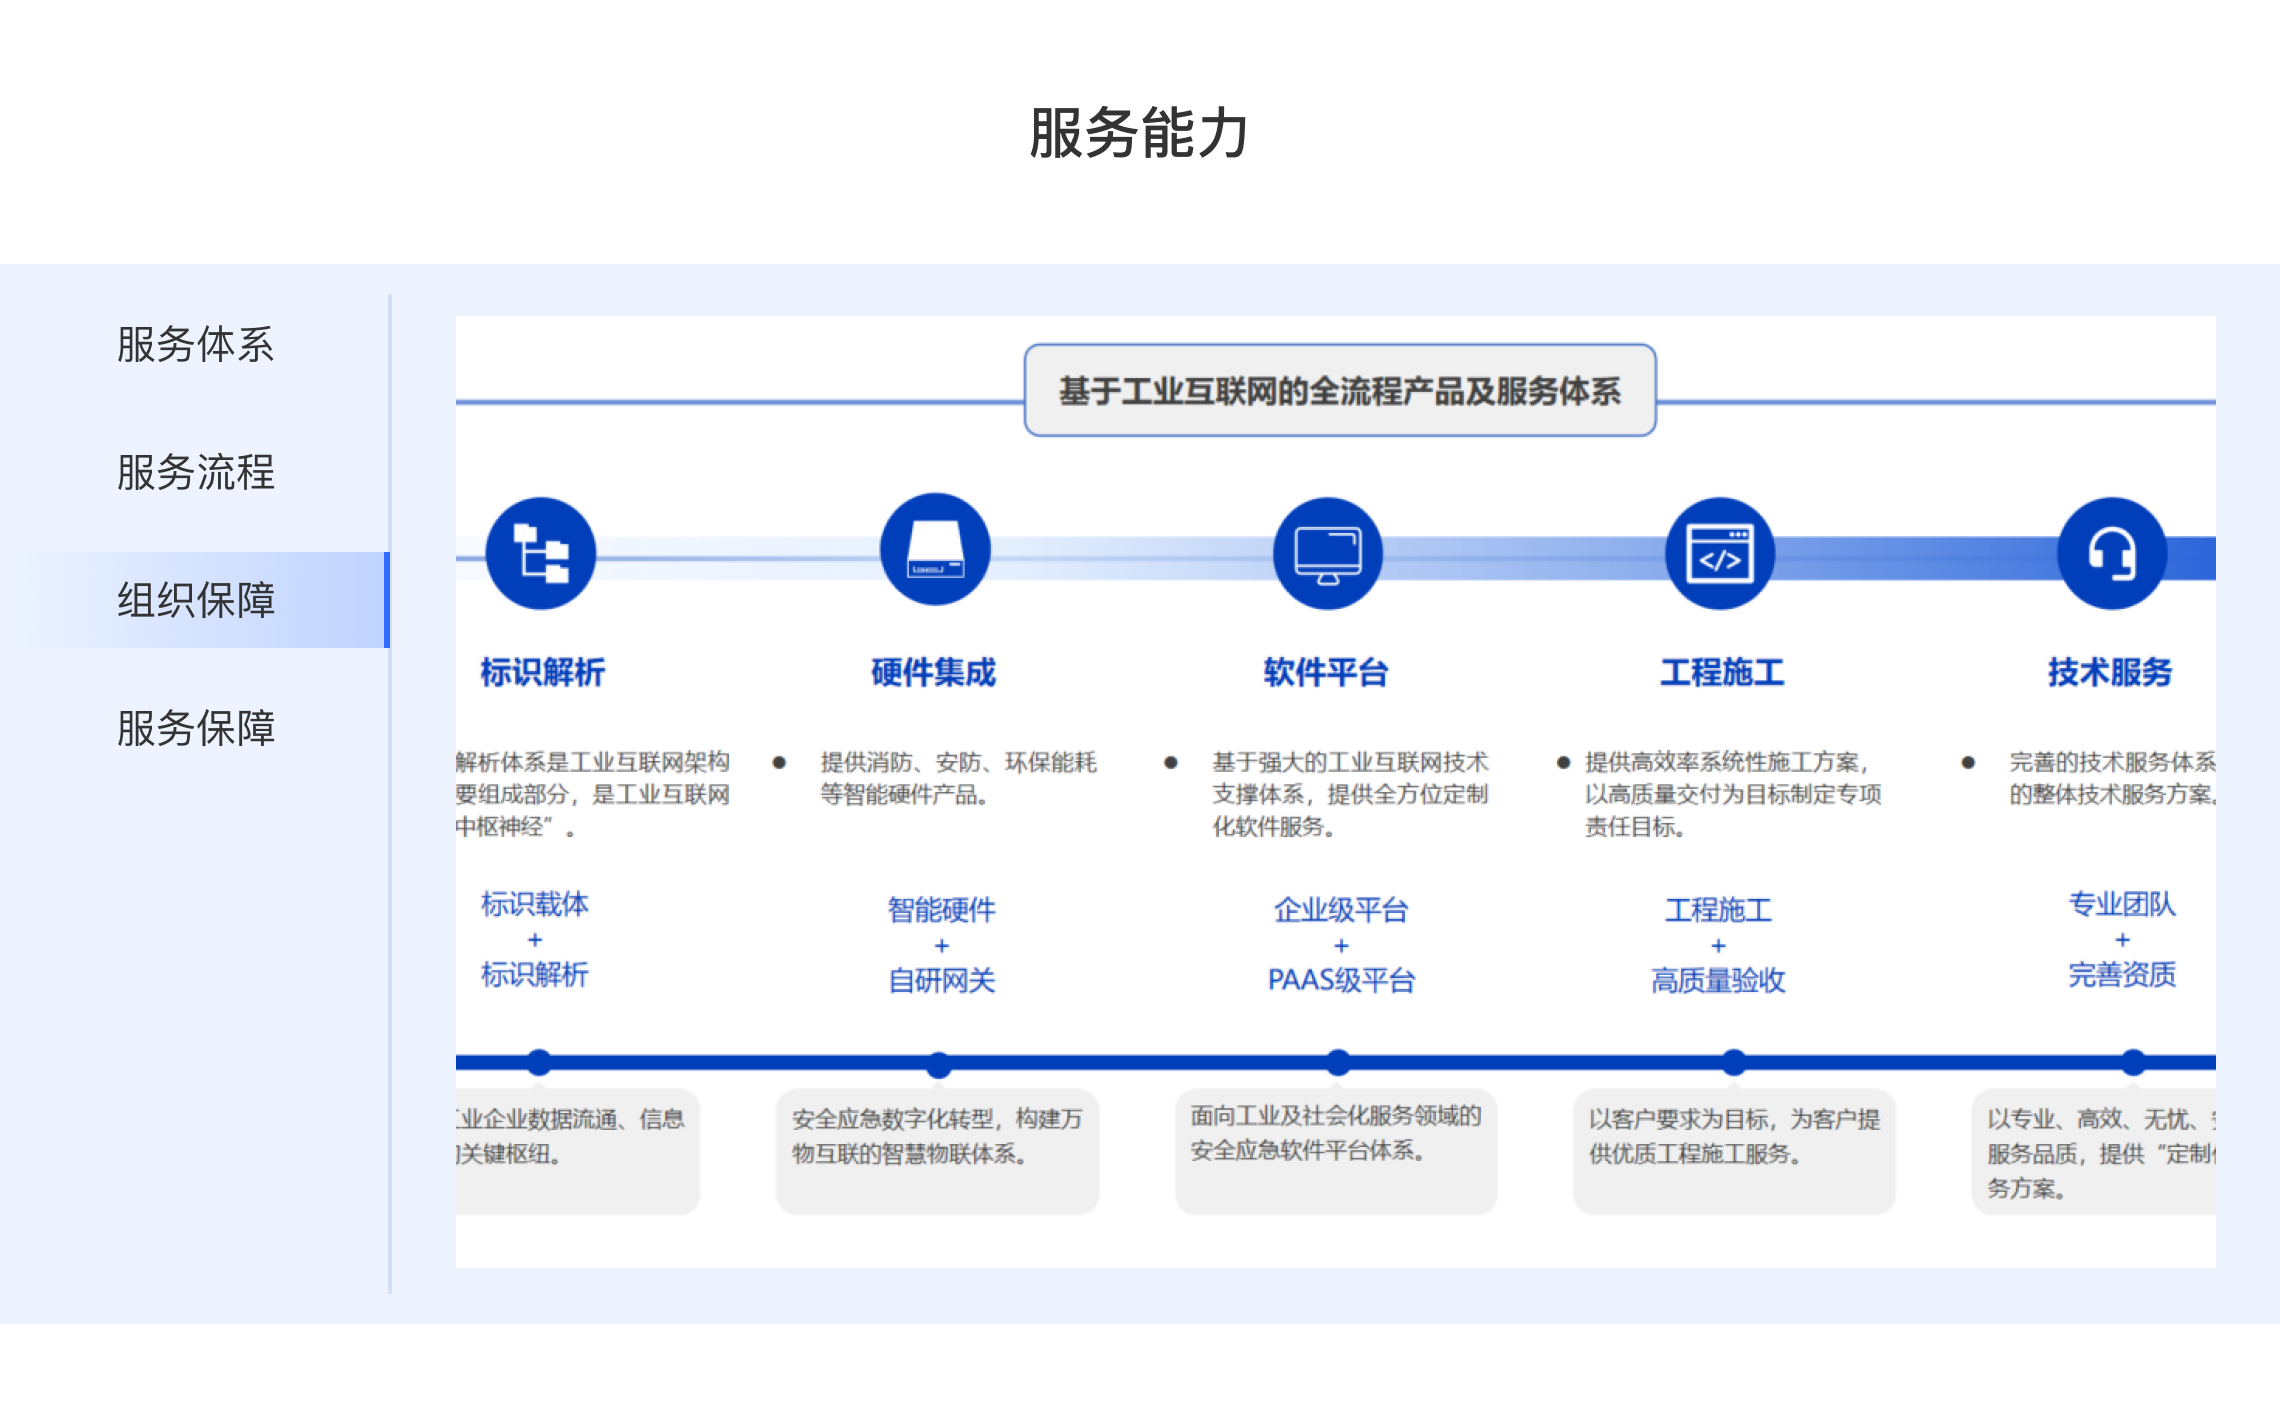 服务能力
服务体系
服务流程
组织保障
服务保障
基于工业互联网的全流程产品及服务体系
标识解析
硬件集成
软件平台
工程施工
技术服务
解析体系是工业互联网架构
要组成部分，是工业互联网
中枢神经”。
● 提供消防、安防、环保能耗
等智能硬件产品。
● 基于强大的工业互联网技术
支撑体系，提供全方位定制
化软件服务。
● 提供高效率系统性施工方案，
以高质量交付为目标制定专项
责任目标。
● 完善的技术服务体系
的整体技术服务方案。
标识载体
+
标识解析
智能硬件
+
自研网关
企业级平台
+
PAAS级平台
工程施工
+
高质量验收
专业团队
+
完善资质
业企业数据流通、信息
关键枢纽。
安全应急数字化转型，构建万
物互联的智慧物联体系。
面向工业及社会化服务领域的
安全应急软件平台体系。
以客户要求为目标，为客户提
供优质工程施工服务。
以专业、高效、无忧、
服务品质，提供“定制
务方案。